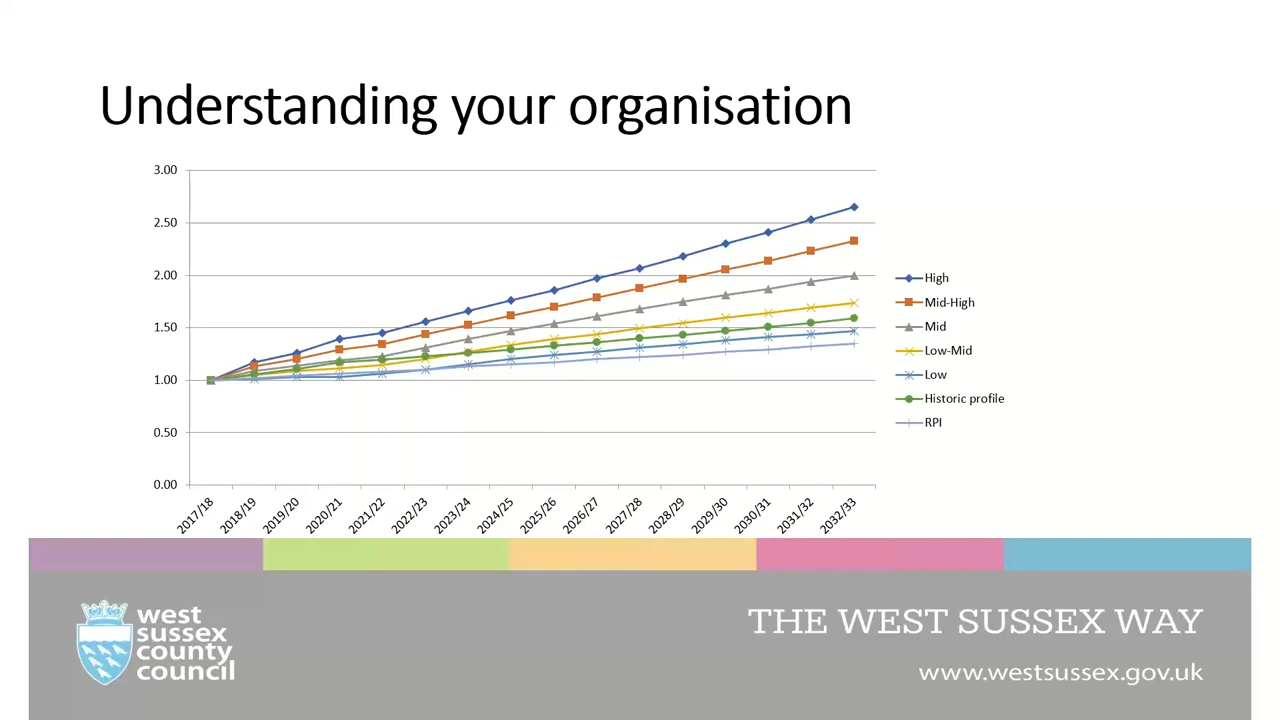 Understanding your organisation
3.00
2.50
2.00
1.50
1.00
0.50
0.00
2017/18
2018/19
2019/20
2020/21
2021/22
2022/23
2023/24
2024/25
2025/26
2026/27
2027/28
2028/29
2029/30
2030/31
2031/32
2032/33
High
Mid-High
Mid
Low-Mid
Low
Historic profile
RPI
west
sussex
county
council
THE WEST SUSSEX WAY
www.westsussex.gov.uk